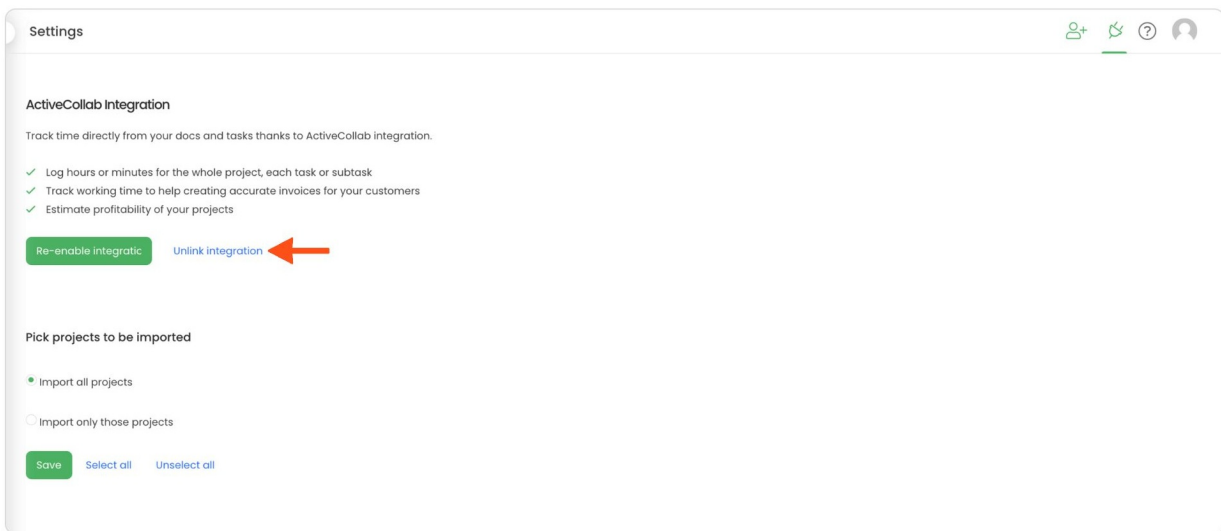 Settings
ActiveCollab Integration
Track time directly from your docs and tasks thanks to ActiveCollab integration.
Log hours or minutes for the whole project, each task or subtask
Track working time to help creating accurate invoices for your customers
Estimate profitability of your projects
Re-enable integratic Unlink integration
Pick projects to be imported
Import all projects
Import only those projects
Save Select all Unselect all